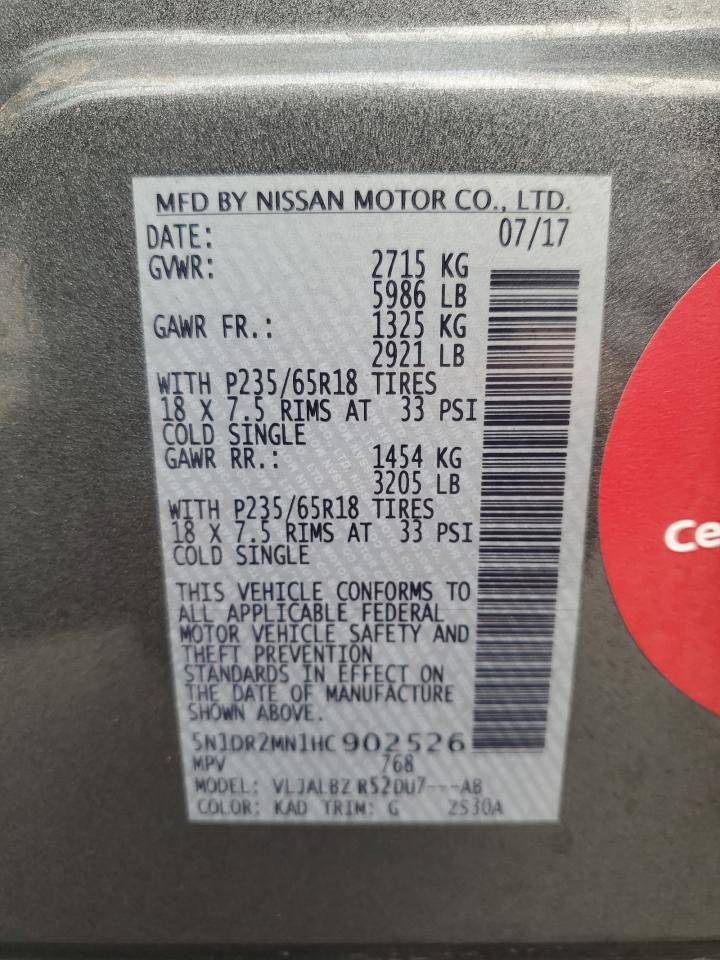 MFD BY NISSAN MOTOR CO., LTD.
DATE: 07/17
GVWR: 2715 KG
5986 LB
GAWR FR.: 1325 KG
2921 LB
WITH P235/65R18 TIRES
18 X 7.5 RIMS AT 33 PSI
COLD SINGLE
GAWR RR.: 1454 KG
3205 LB
WITH P235/65R18 TIRES
18 X 7.5 RIMS AT 33 PSI
COLD SINGLE
THIS VEHICLE CONFORMS TO
ALL APPLICABLE FEDERAL
MOTOR VEHICLE SAFETY AND
THEFT PREVENTION
STANDARDS IN EFFECT ON
THE DATE OF MANUFACTURE
SHOWN ABOVE.
5N1DR2MN1HC902526
MPV 768
MODEL: VLJALBZ R52DU7---AB
COLOR: KAD TRIM: G ZS30A
Ce